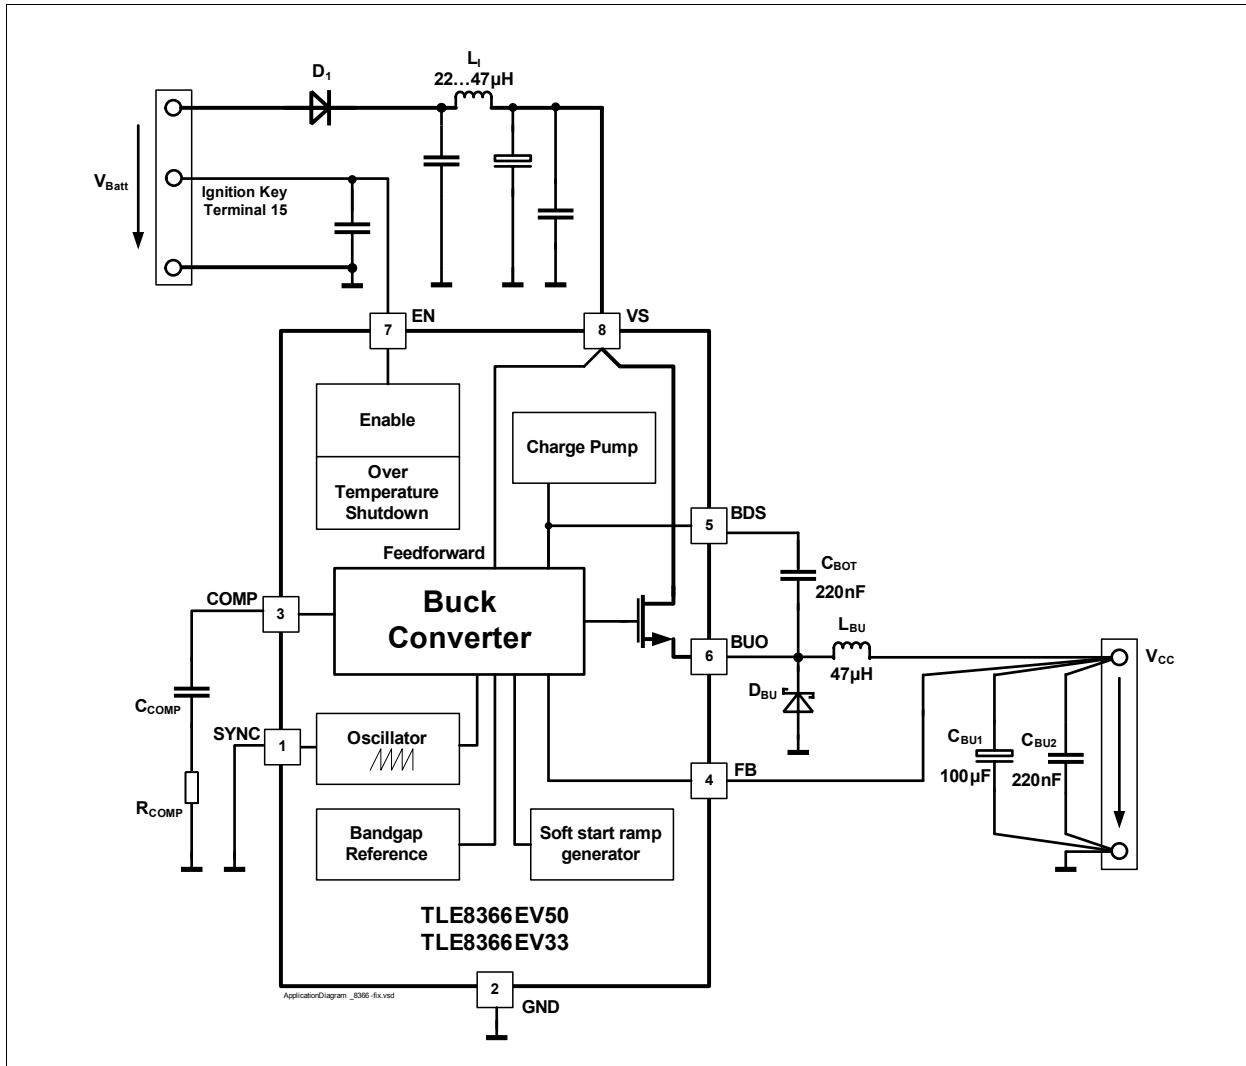 D1
LI
22...47µH
VBatt
Ignition Key
Terminal 15
7
EN
8
VS
Enable
Over
Temperature
Shutdown
Charge Pump
Feedforward
5
BDS
CBOT
220nF
COMP
3
Buck
Converter
LBU
47µH
6
BUO
DBU
VCC
CCOMP
SYNC
1
Oscillator
4
FB
CBU1
100µF
CBU2
220nF
RCOMP
Bandgap
Reference
Soft start ramp
generator
TLE8366EV50
TLE8366EV33
ApplicationDiagram _8366 -fix.vsd
2
GND